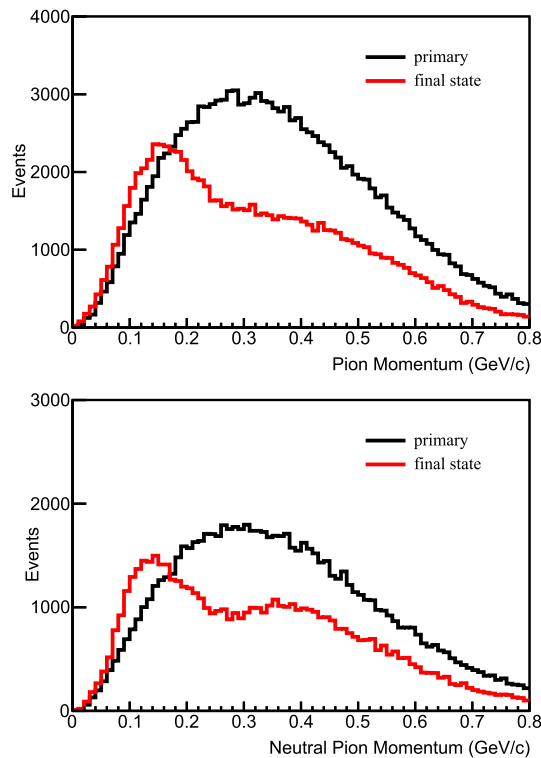 4000
primary
final state
3000
Events
2000
1000
0
0 0.1 0.2 0.3 0.4 0.5 0.6 0.7 0.8
Pion Momentum (GeV/c)
3000
primary
final state
2000
Events
1000
0
0 0.1 0.2 0.3 0.4 0.5 0.6 0.7 0.8
Neutral Pion Momentum (GeV/c)